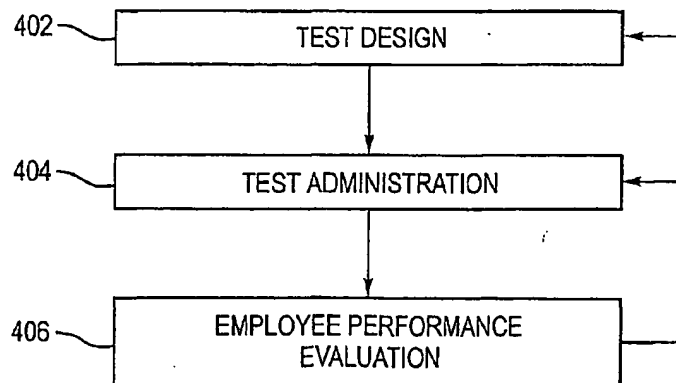 402
TEST DESIGN
404
TEST ADMINISTRATION
406
EMPLOYEE PERFORMANCE
EVALUATION